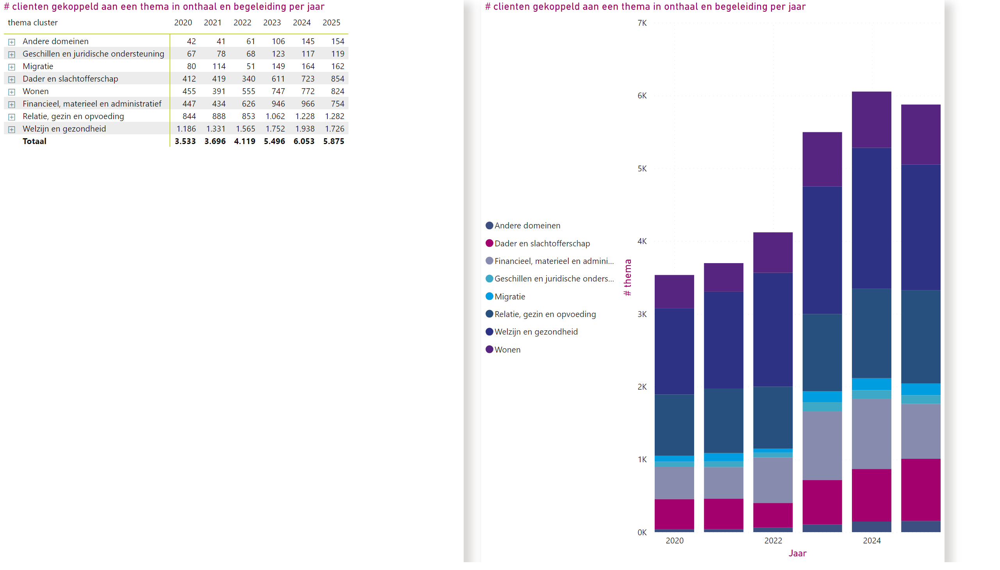 # clienten gekoppeld aan een thema in onthaal en begeleiding per jaar
thema cluster 2020 2021 2022 2023 2024 2025
Andere domeinen 42 41 61 106 145 154
Geschillen en juridische ondersteuning 67 78 68 123 117 119
Migratie 80 114 51 149 164 162
Dader en slachtofferschap 412 419 340 611 723 854
Wonen 455 391 555 747 772 824
Financieel, materieel en administratief 447 434 626 946 966 754
Relatie, gezin en opvoeding 844 888 853 1.062 1.228 1.282
Welzijn en gezondheid 1.186 1.331 1.565 1.752 1.938 1.726
Totaal 3.533 3.696 4.119 5.496 6.053 5.875
# clienten gekoppeld aan een thema in onthaal en begeleiding per jaar
Andere domeinen
Dader en slachtofferschap
Financieel, materieel en admini...
Geschillen en juridische onders...
Migratie
Relatie, gezin en opvoeding
Welzijn en gezondheid
Wonen
# thema
7K
6K
5K
4K
3K
2K
1K
0K
2020 2022 2024
Jaar